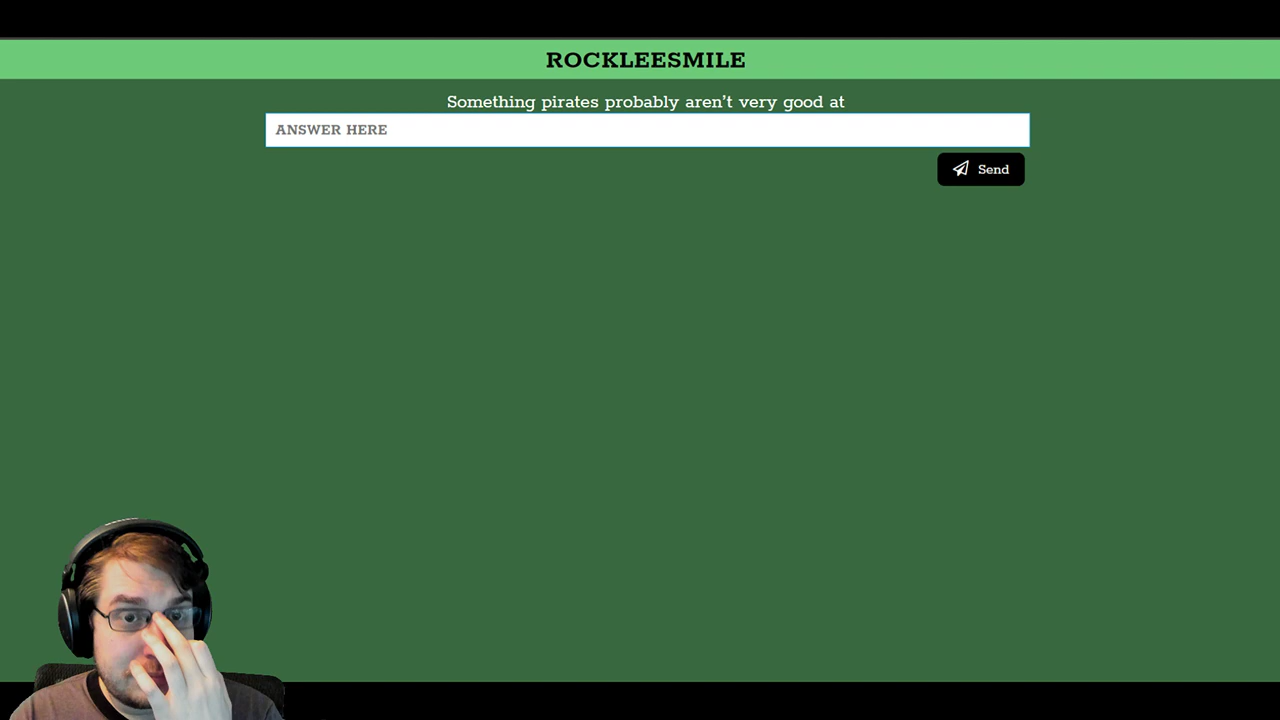 ROCKLEESMILE
Something pirates probably aren't very good at
ANSWER HERE
Send